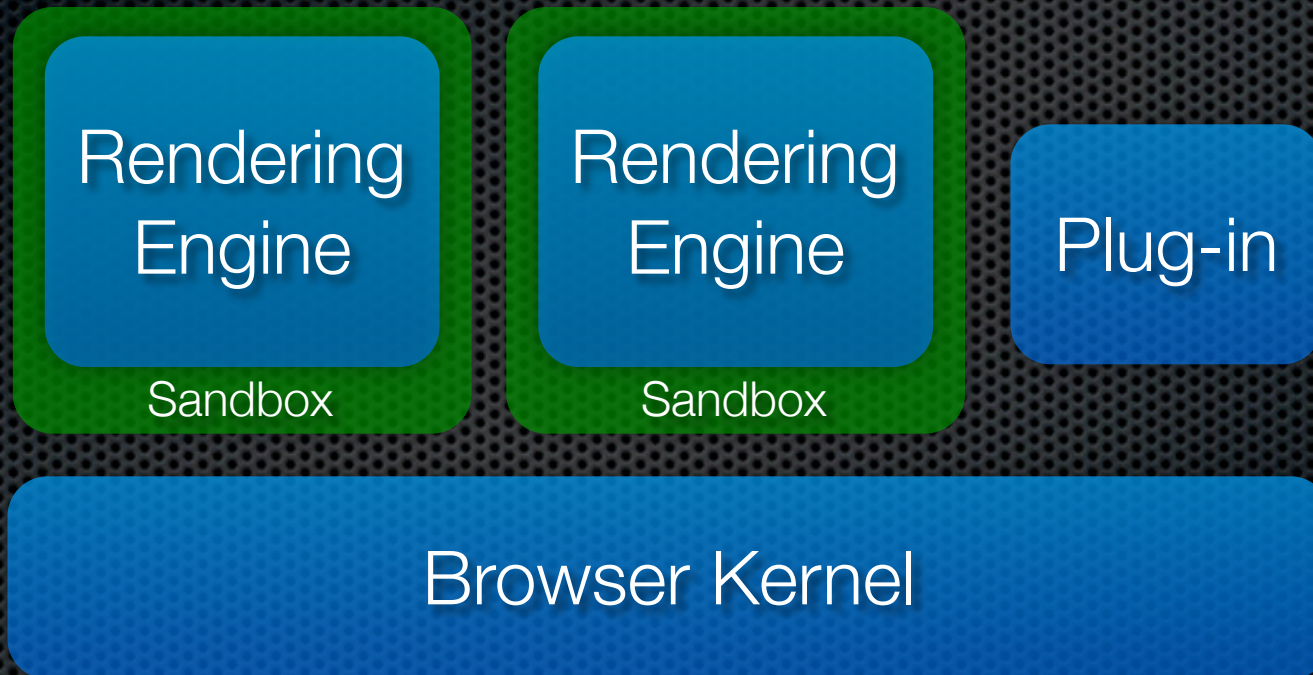 Rendering
Engine
Sandbox
Rendering
Engine
Sandbox
Plug-in
Browser Kernel